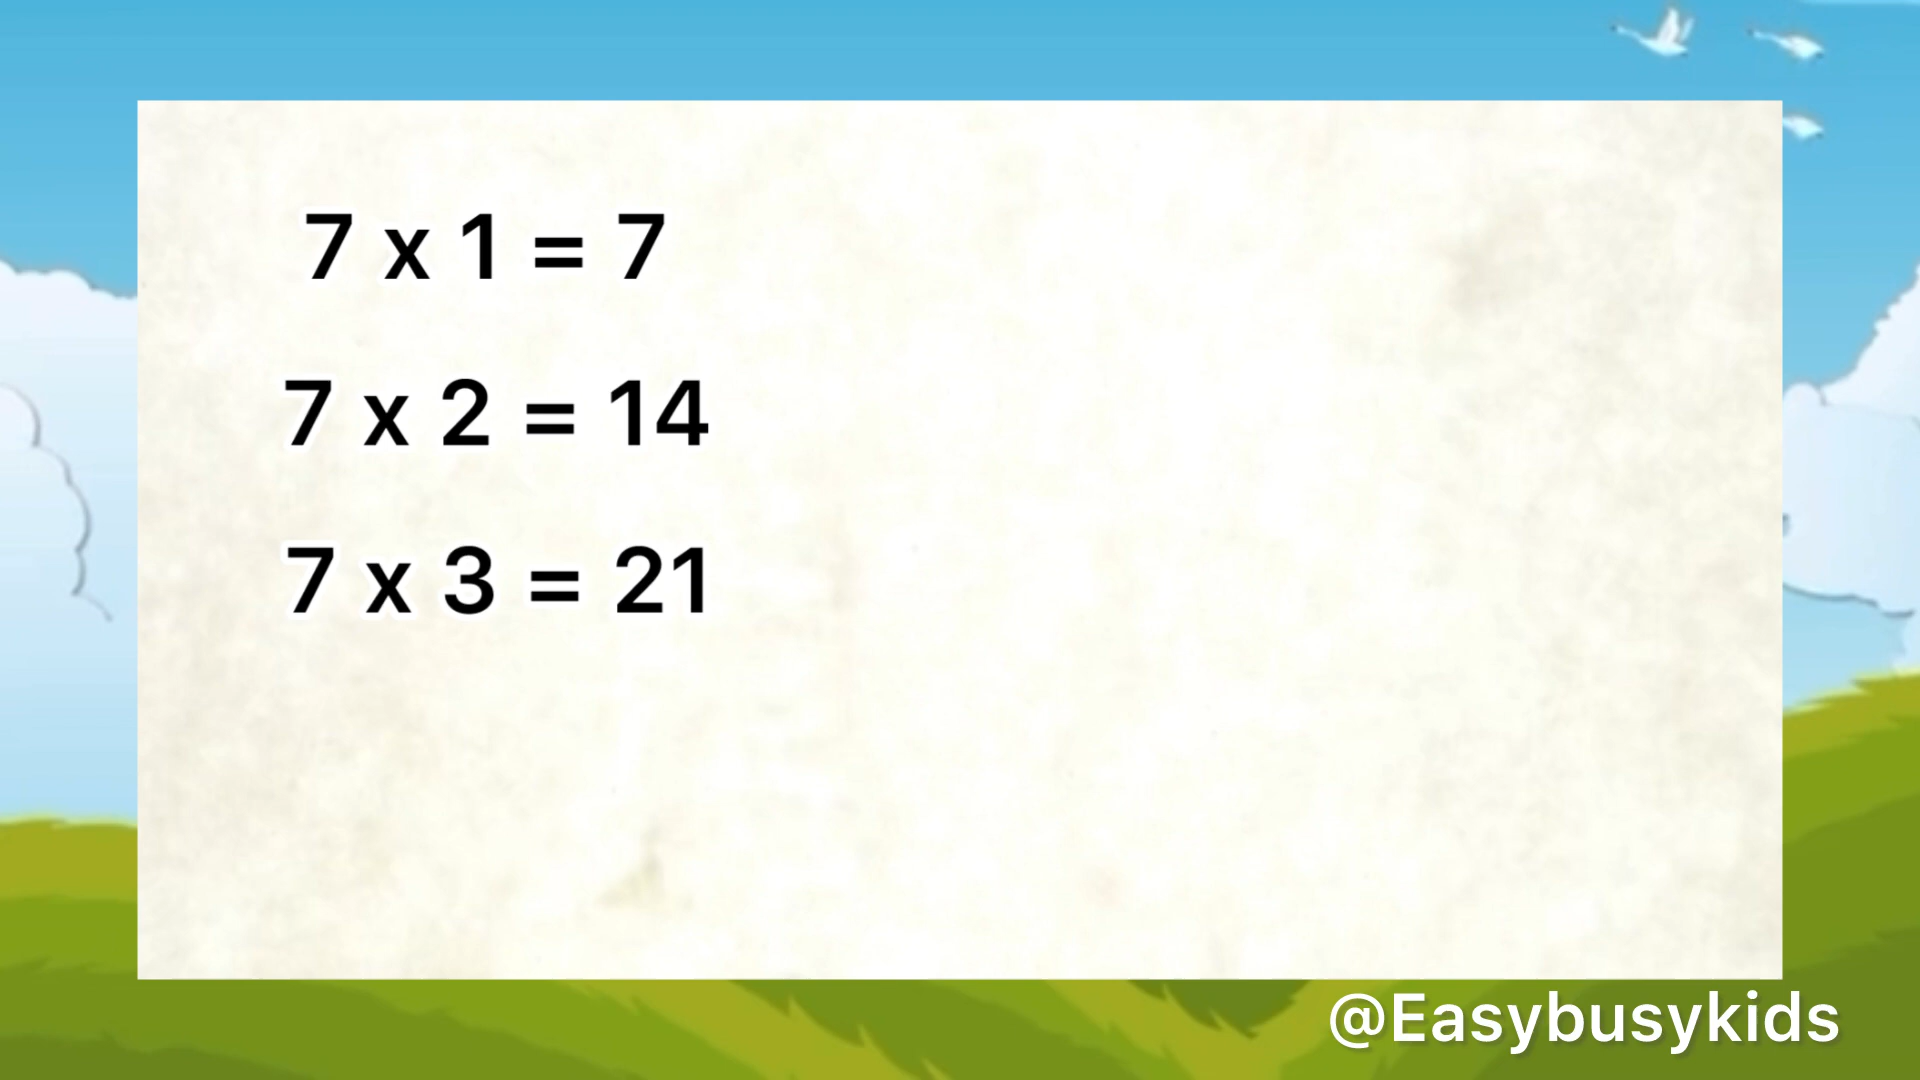 7 x 1 = 7
7 x 2 = 14
7 x 3 = 21
@Easybusykids